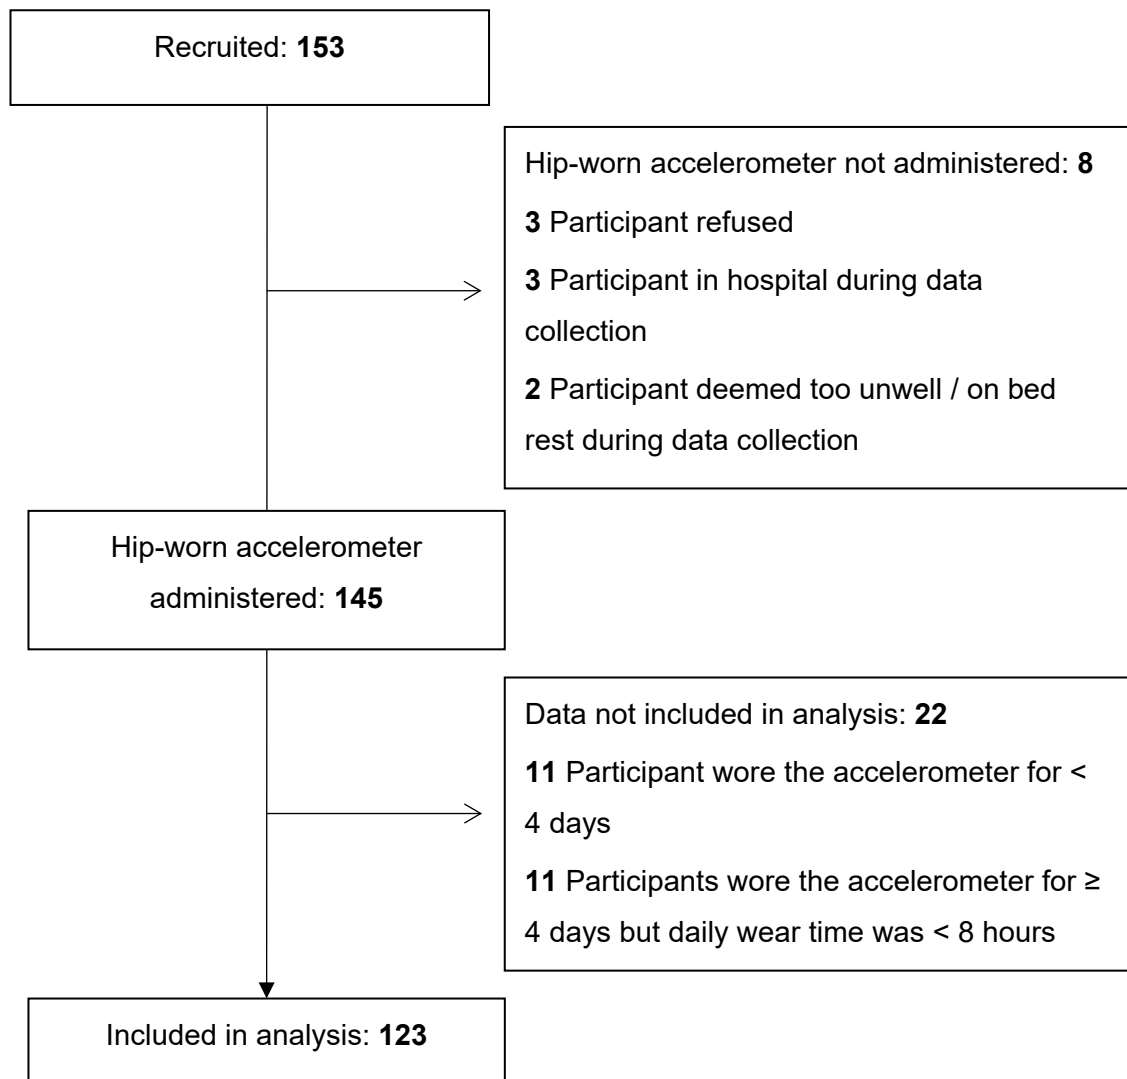 Recruited: 153
Hip-worn accelerometer not administered: 8
3 Participant refused
3 Participant in hospital during data
collection
2 Participant deemed too unwell / on bed
rest during data collection
Hip-worn accelerometer
administered: 145
Data not included in analysis: 22
11 Participant wore the accelerometer for <
4 days
11 Participants wore the accelerometer for ≥
4 days but daily wear time was < 8 hours
Included in analysis: 123